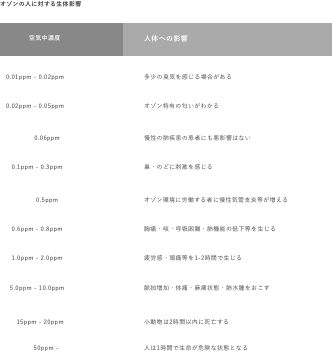 オゾンの人に対する生体影響
空気中濃度 人体への影響
0.01ppm - 0.02ppm 多少の臭気を感じる場合がある
0.02ppm - 0.05ppm オゾン特有の匂いがわかる
0.06ppm 慢性の肺疾患の患者にも悪影響はない
0.1ppm - 0.3ppm 鼻・のどに刺激を感じる
0.5ppm オゾン環境に労働する者に慢性気管支炎等が増える
0.6ppm - 0.8ppm 胸痛・咳・呼吸困難・肺機能の低下等を生じる
1.0ppm - 2.0ppm 疲労感・頭痛等を1-2時間で生じる
5.0ppm - 10.0ppm 脈拍増加・体痛・麻痺状態・肺水腫をおこす
15ppm - 20ppm 小動物は2時間以内に死亡する
50ppm - 人は1時間で生命が危険な状態となる